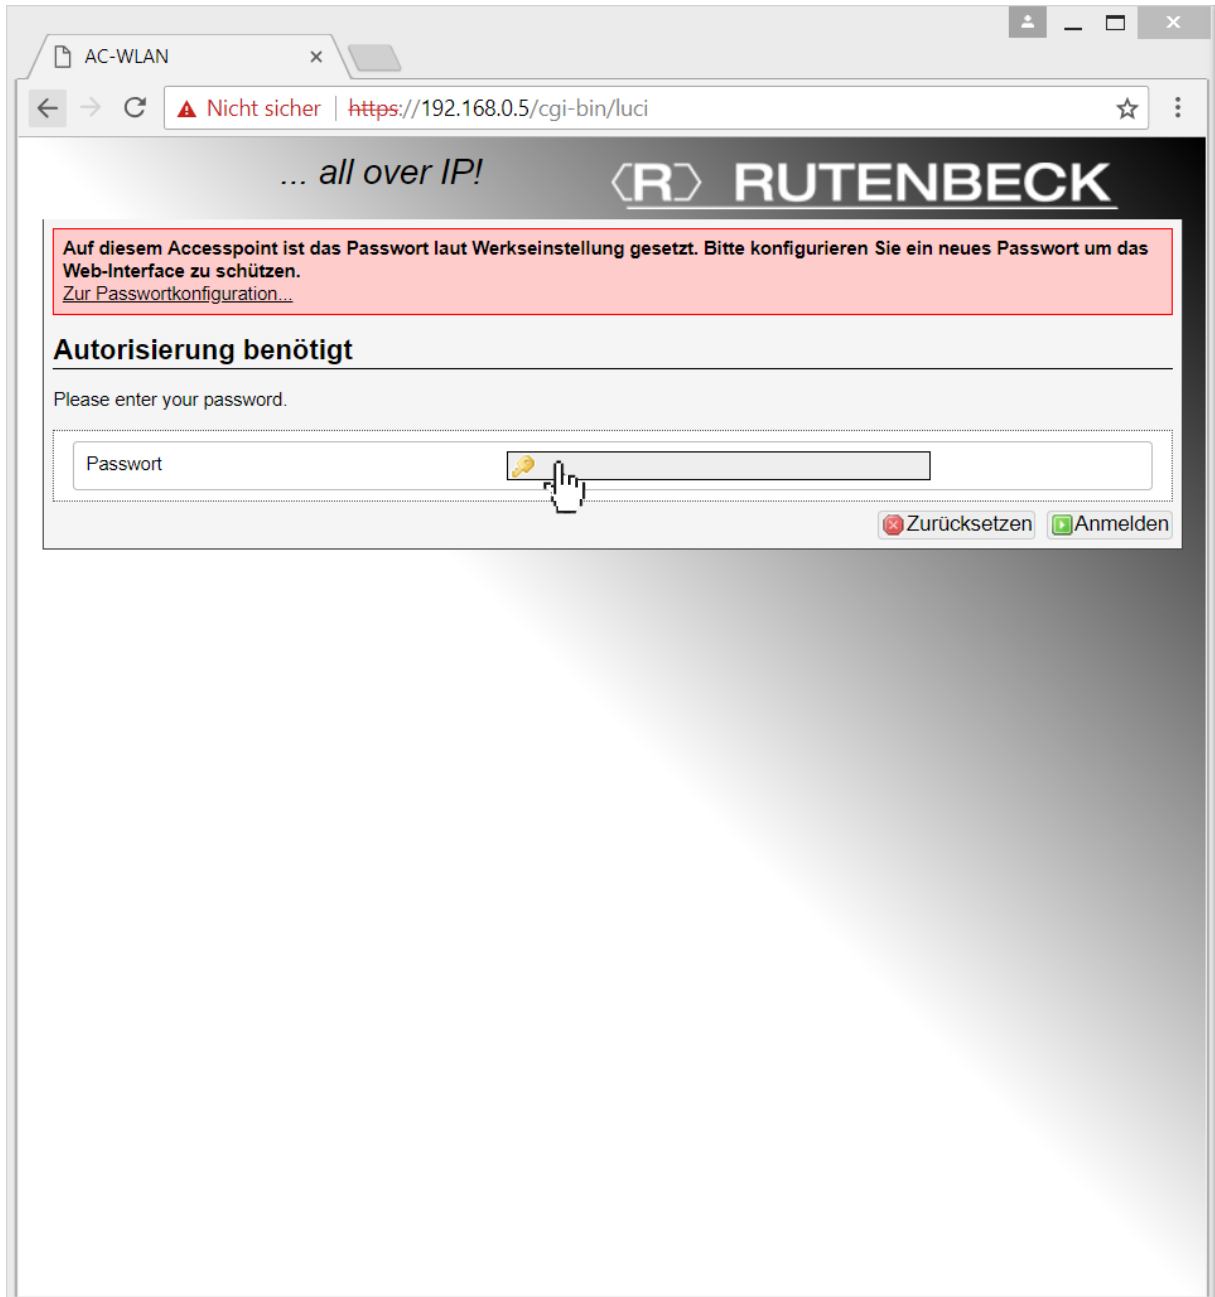 AC-WLAN
Nicht sicher | https://192.168.0.5/cgi-bin/luci
... all over IP! ⟨R⟩ RUTENBECK
Auf diesem Accesspoint ist das Passwort laut Werkseinstellung gesetzt. Bitte konfigurieren Sie ein neues Passwort um das
Web-Interface zu schützen.
Zur Passwortkonfiguration...
Autorisierung benötigt
Please enter your password.
Passwort
Zurücksetzen Anmelden